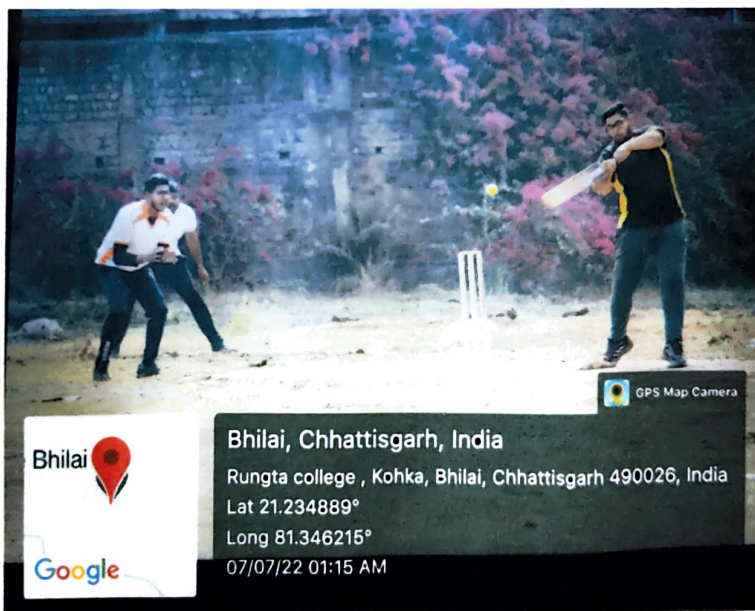 GPS Map Camera
Bhilai
Google
Bhilai, Chhattisgarh, India
Rungta college , Kohka, Bhilai, Chhattisgarh 490026, India
Lat 21.234889°
Long 81.346215°
07/07/22 01:15 AM